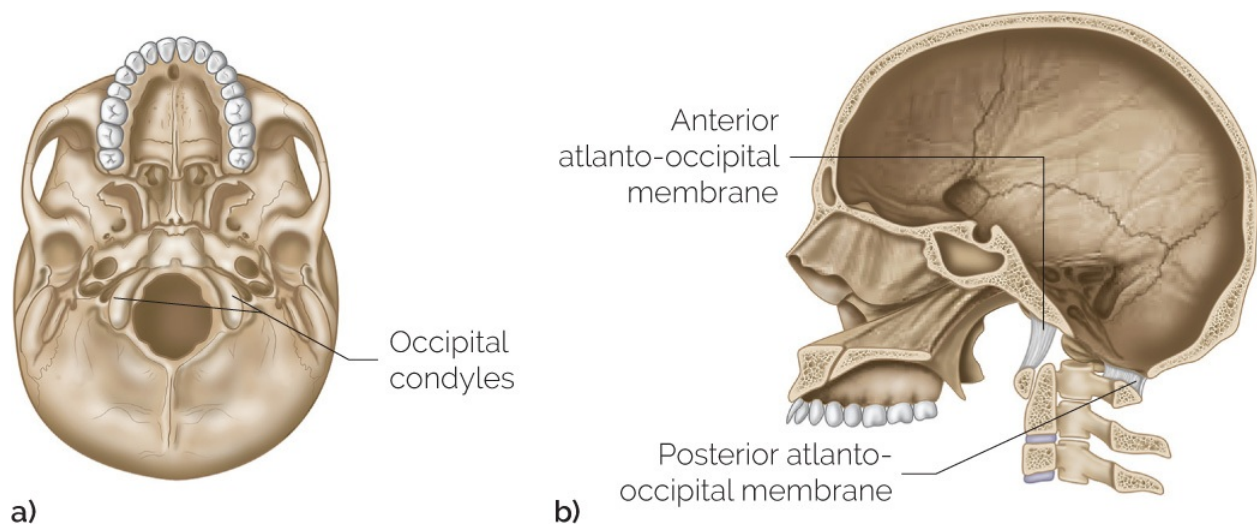 Occipital
condyles
a)
Anterior
atlanto-occipital
membrane
Posterior atlanto-
occipital membrane
b)